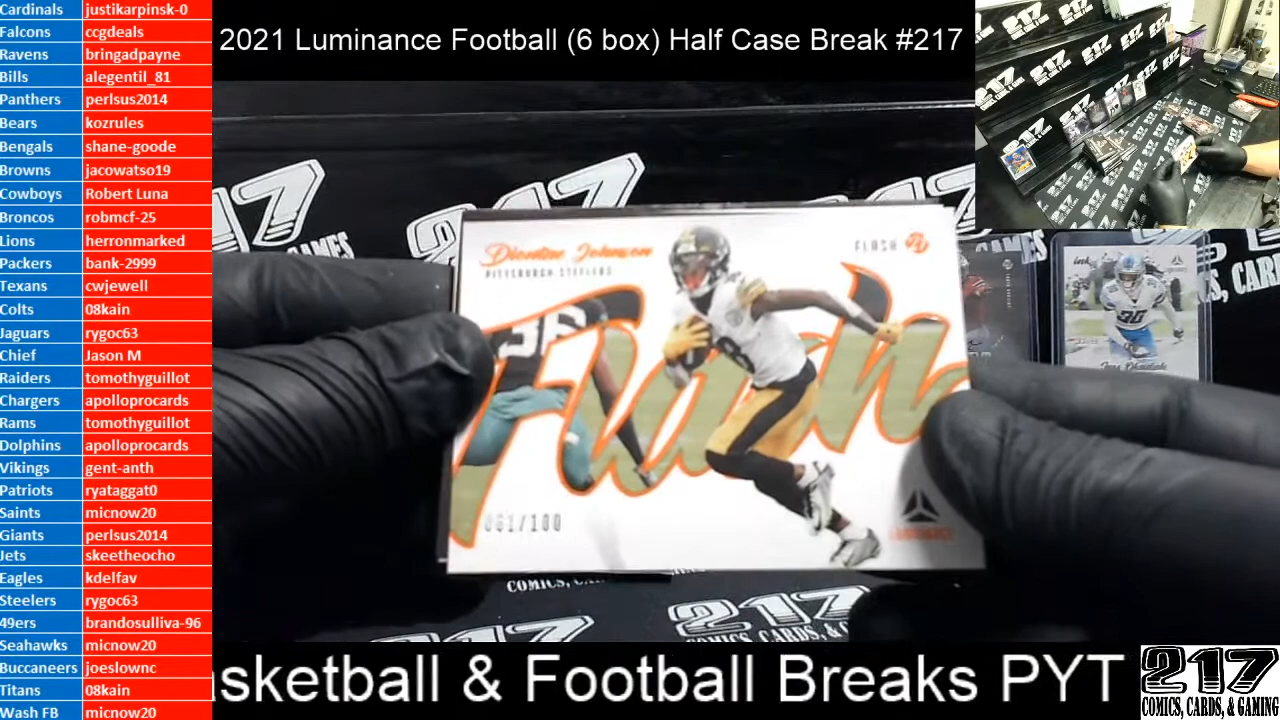 2021 Luminance Football (6 box) Half Case Break #217
Cardinals justikarpinsk-0
Falcons ccgdeals
Ravens bringadpayne
Bills alegentil_81
Panthers perlsus2014
Bears kozrules
Bengals shane-goode
Browns jacowatso19
Cowboys Robert Luna
Broncos robmcf-25
Lions herronmarked
Packers bank-2999
Texans cwjewell
Colts 08kain
Jaguars rygoc63
Chief Jason M
Raiders tomothyguillot
Chargers apolloprocards
Rams tomothyguillot
Dolphins apolloprocards
Vikings gent-anth
Patriots ryataggat0
Saints micnow20
Giants perlsus2014
Jets skeetheocho
Eagles kdelfav
Steelers rygoc63
49ers brandosulliva-96
Seahawks micnow20
Buccaneers joeslownc
Titans 08kain
Wash FB micnow20
Diontae Johnson
PITTSBURGH STEELERS
FLASH
Flash
061/100
LUMINANCE
217
COMICS, CARDS, & G
asketball & Football Breaks PYT
217
COMICS, CARDS, & GAMING